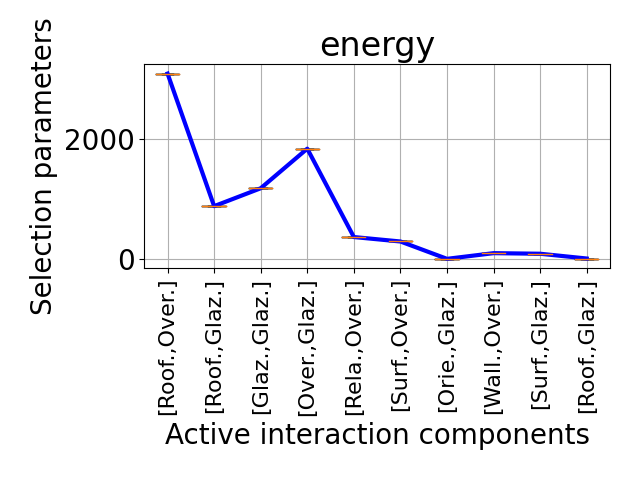 energy
Selection parameters
2000
0
[Roof.,Over.]
[Roof.,Glaz.]
[Glaz.,Glaz.]
[Over.,Glaz.]
[Rela.,Over.]
[Surf.,Over.]
[Orie.,Glaz.]
[Wall.,Over.]
[Surf.,Glaz.]
[Roof.,Glaz.]
Active interaction components